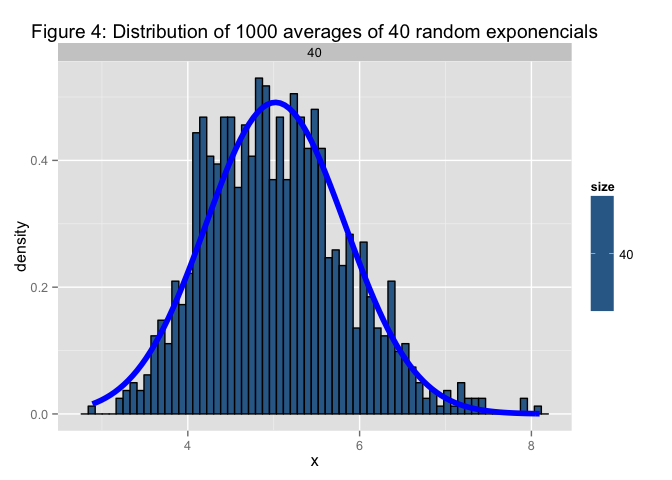 Figure 4: Distribution of 1000 averages of 40 random exponencials
40
size
40
density
0.4
0.2
0.0
4 6 8
x